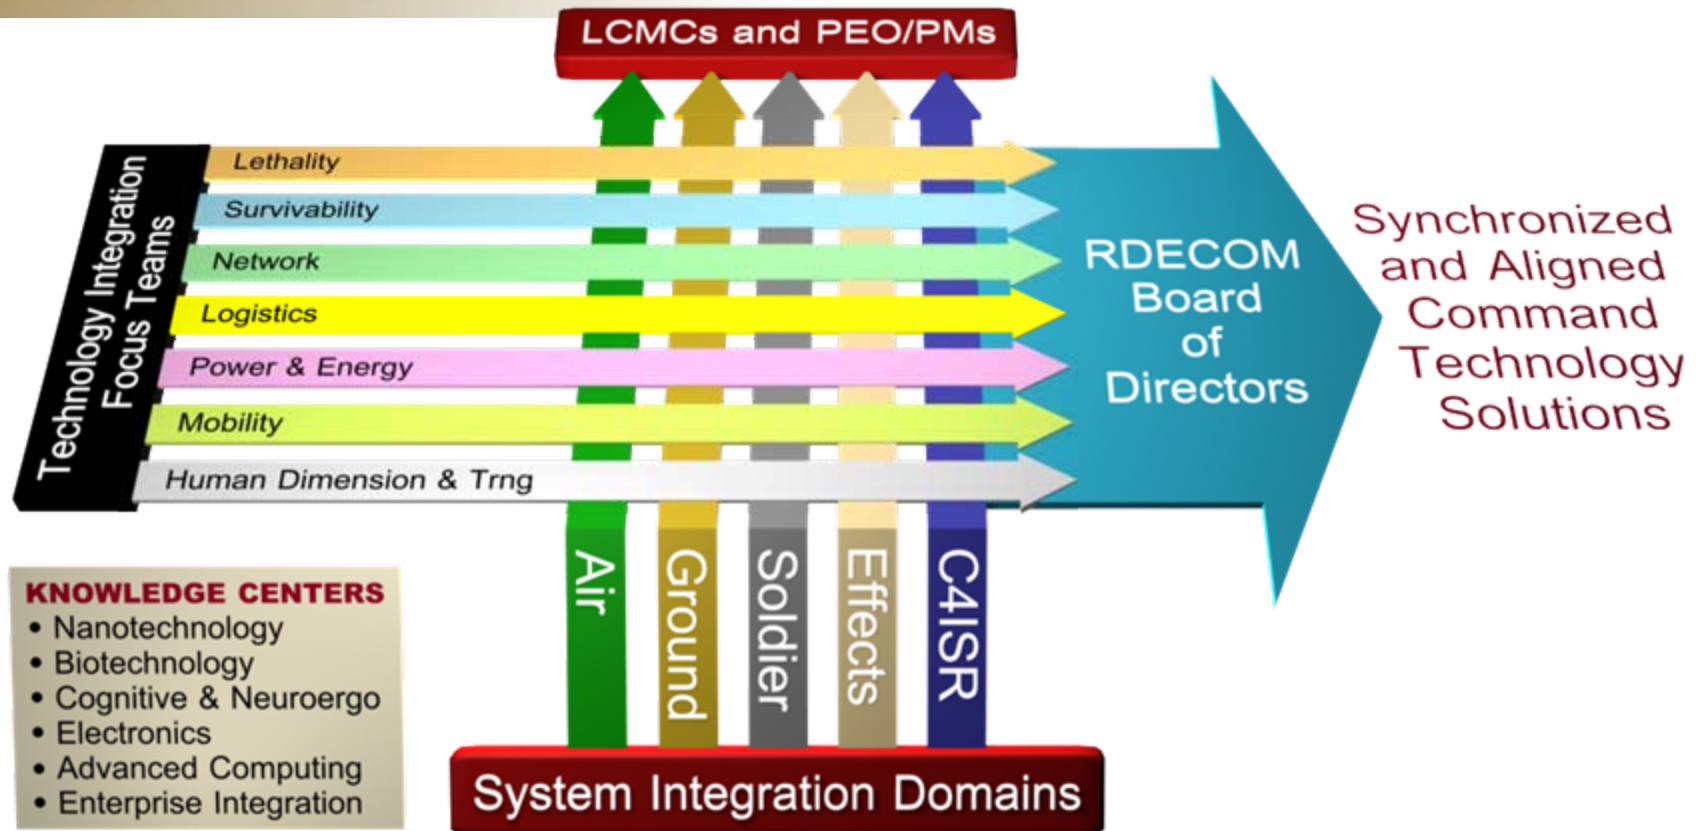 LCMCs and PEO/PMs
Technology Integration
Focus Teams
Lethality
Survivability
Network
Logistics
Power & Energy
Mobility
Human Dimension & Trng
RDECOM
Board
of
Directors
Synchronized
and Aligned
Command
Technology
Solutions
Air
Ground
Soldier
Effects
C4ISR
System Integration Domains
KNOWLEDGE CENTERS
• Nanotechnology
• Biotechnology
• Cognitive & Neuroergo
• Electronics
• Advanced Computing
• Enterprise Integration